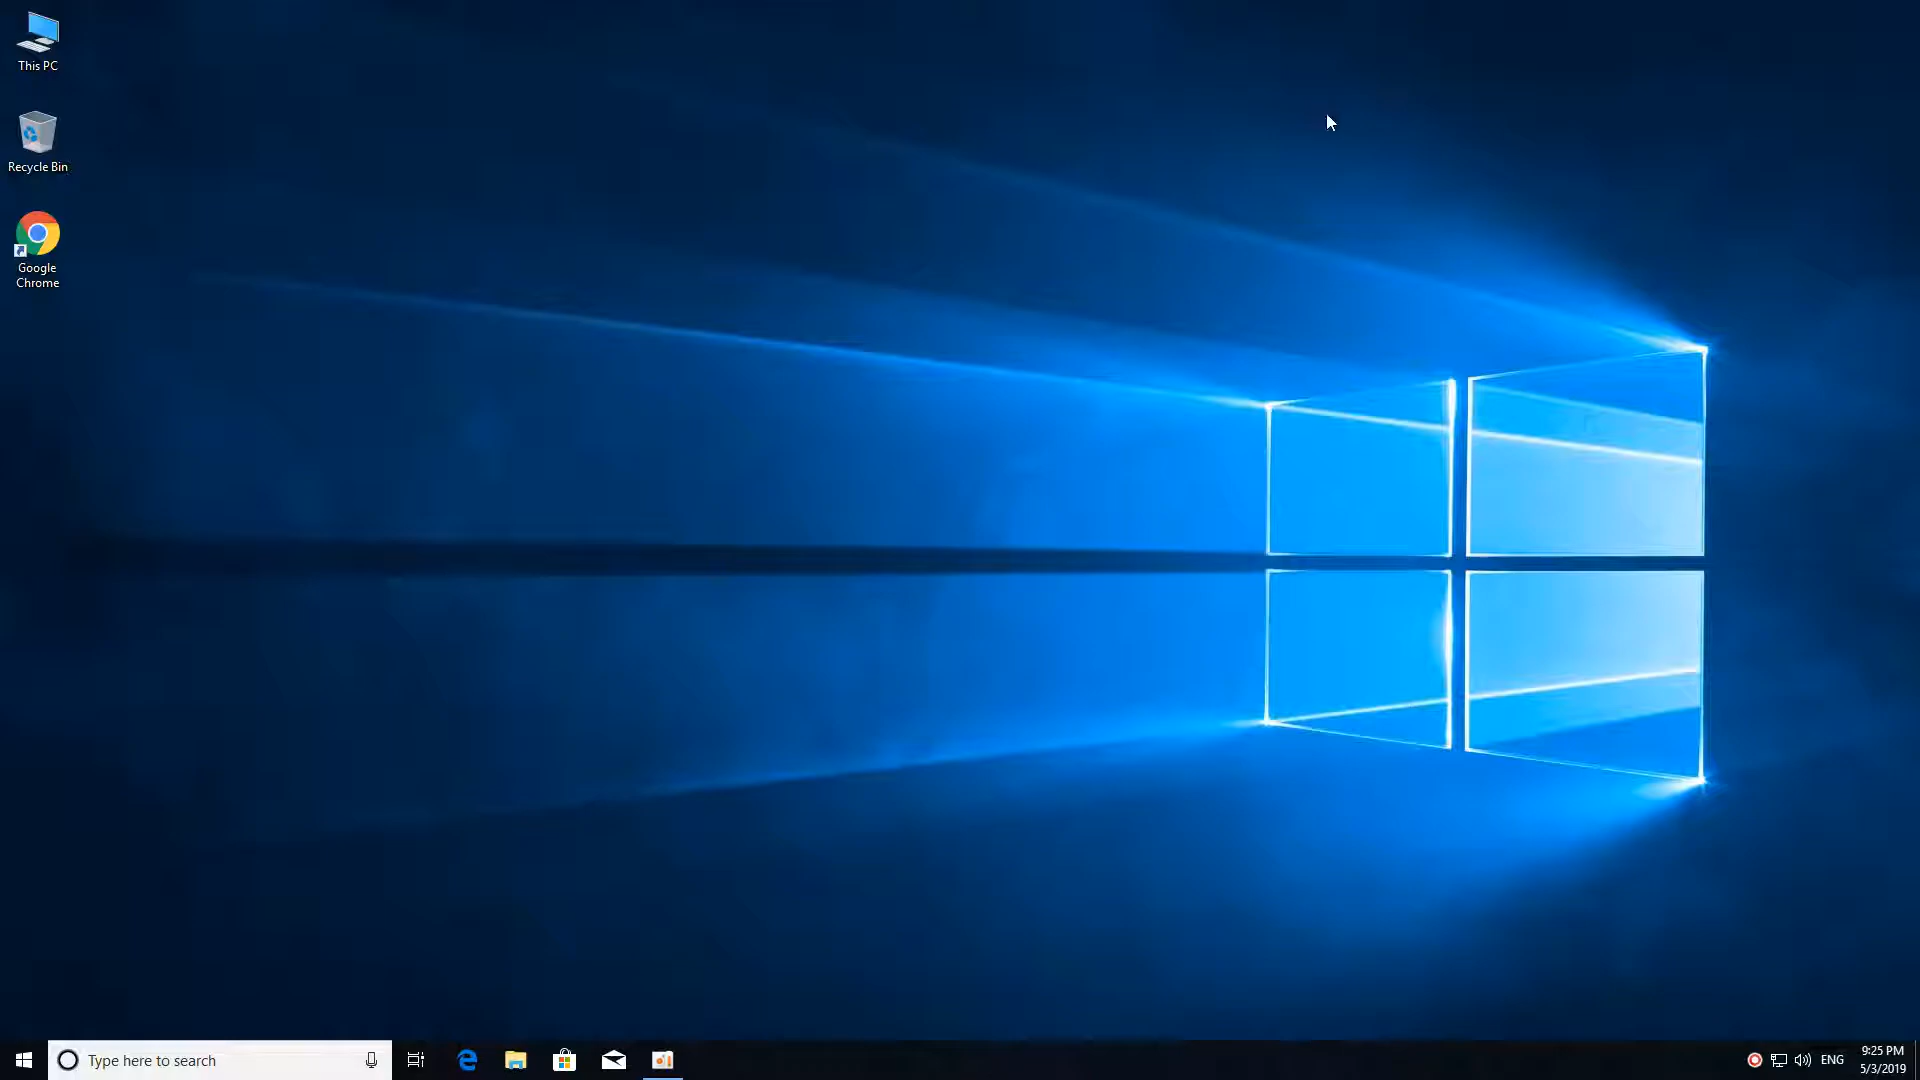 This PC
Recycle Bin
Google
Chrome
Type here to search
ENG
9:25 PM
5/3/2019